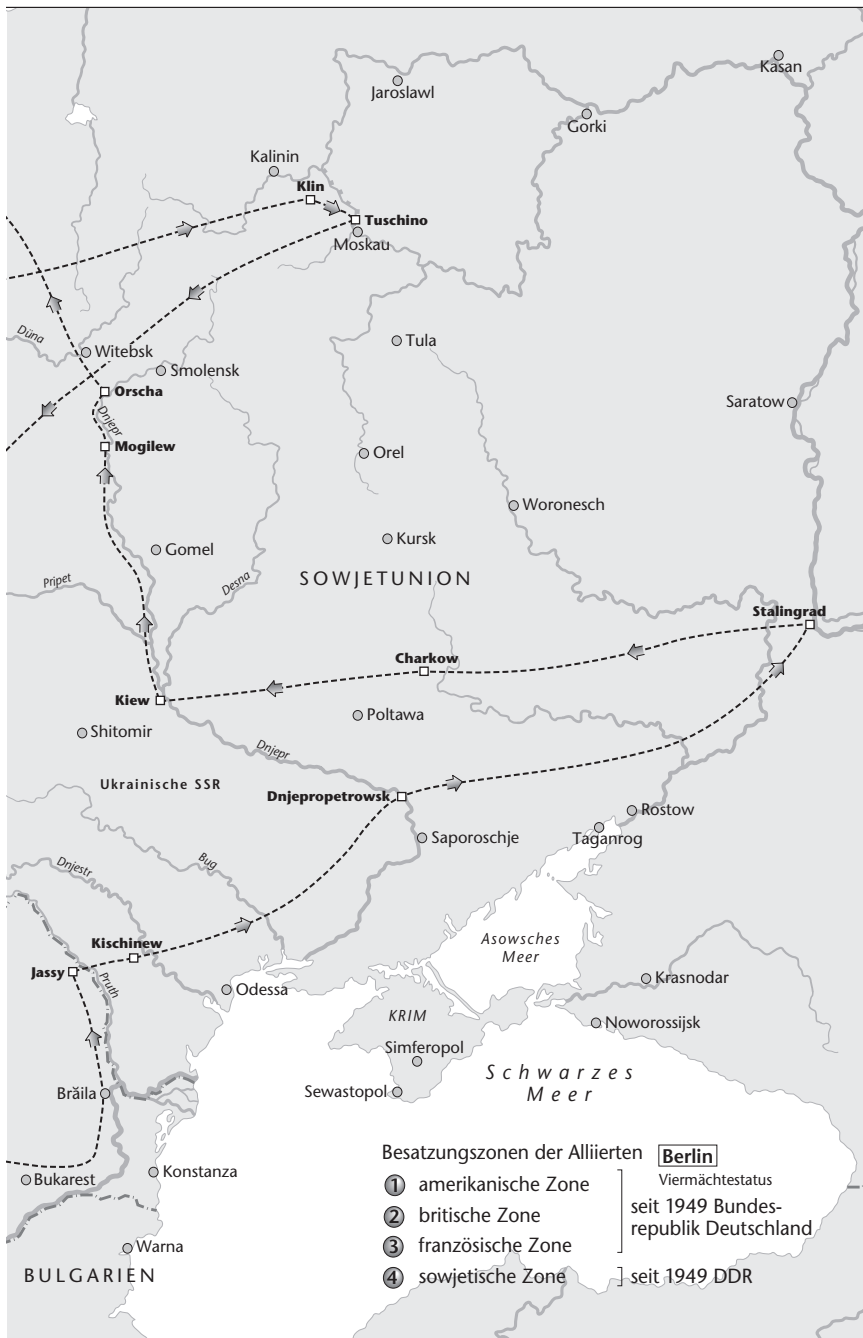 Kasan
Jaroslawl
Gorki
Kalinin
Klin
Tuschino
Moskau
Düna
Witebsk
Tula
Smolensk
Orscha
Saratow
Dnjepr
Mogilew
Orel
Woronesch
Kursk
Gomel
SOWJETUNION
Pripet
Desna
Stalingrad
Charkow
Kiew
Poltawa
Shitomir
Dnjepr
Ukrainische SSR
Dnjepropetrowsk
Rostow
Taganrog
Saporoschje
Bug
Dnjestr
Kischinew
Asowsches
Meer
Jassy
Pruth
Krasnodar
Odessa
KRIM
Noworossijsk
Simferopol
Schwarzes
Meer
Sewastopol
Brăila
Besatzungszonen der Alliierten
Berlin
Viermächtestatus
Konstanza
Bukarest
1 amerikanische Zone
2 britische Zone
3 französische Zone
seit 1949 Bundes-
republik Deutschland
Warna
BULGARIEN
4 sowjetische Zone
seit 1949 DDR